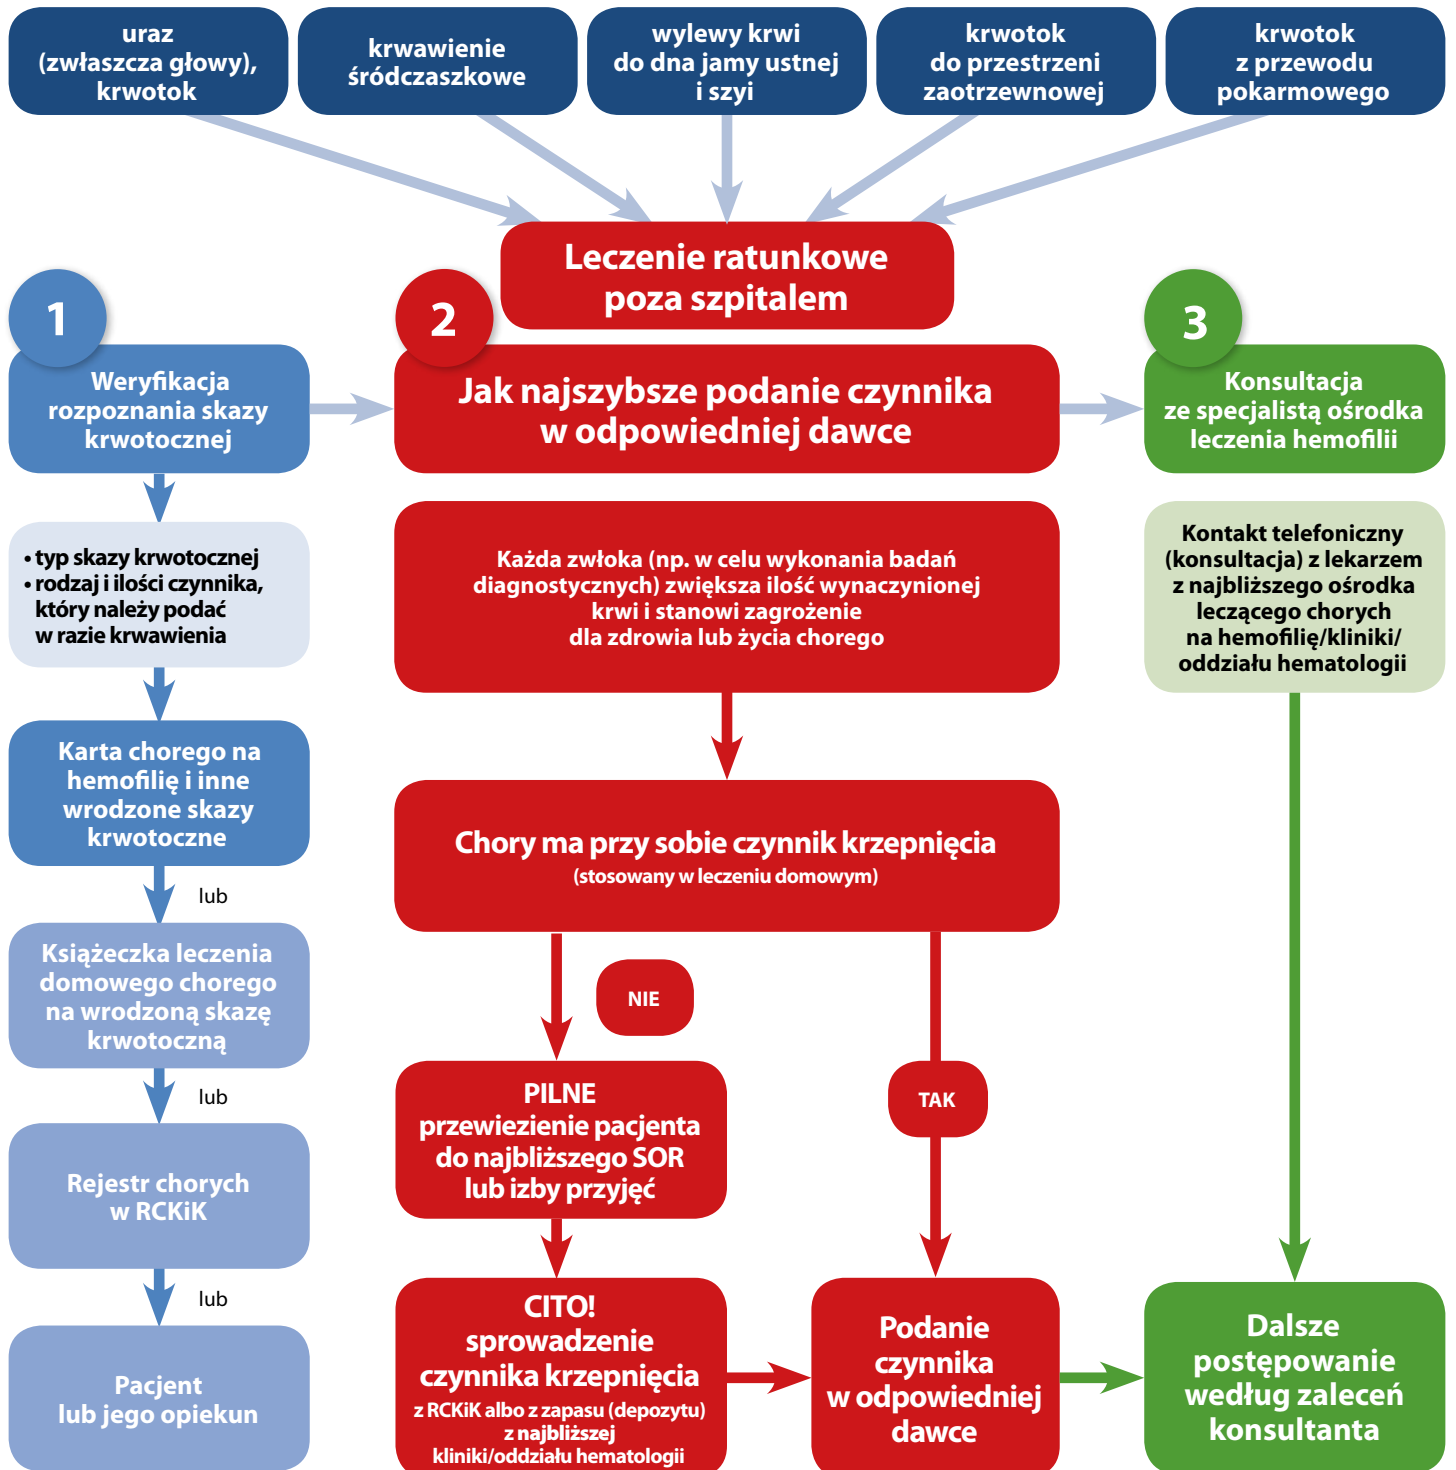 uraz
(zwłaszcza głowy),
krwotok
krwawienie
śródczaszkowe
wylewy krwi
do dna jamy ustnej
i szyi
krwotok
do przestrzeni
zaotrzewnowej
krwotok
z przewodu
pokarmowego
Leczenie ratunkowe
poza szpitalem
1
Weryfikacja
rozpoznania skazy
krwotocznej
• typ skazy krwotocznej
• rodzaj i ilości czynnika,
który należy podać
w razie krwawienia
Karta chorego na
hemofilię i inne
wrodzone skazy
krwotoczne
lub
Książeczka leczenia
domowego chorego
na wrodzoną skazę
krwotoczną
lub
Rejestr chorych
w RCKiK
lub
Pacjent
lub jego opiekun
2
Jak najszybsze podanie czynnika
w odpowiedniej dawce
Każda zwłoka (np. w celu wykonania badań
diagnostycznych) zwiększa ilość wynaczynionej
krwi i stanowi zagrożenie
dla zdrowia lub życia chorego
Chory ma przy sobie czynnik krzepnięcia
(stosowany w leczeniu domowym)
NIE
PILNE
przewiezienie pacjenta
do najbliższego SOR
lub izby przyjęć
CITO!
sprowadzenie
czynnika krzepnięcia
z RCKiK albo z zapasu (depozytu)
z najbliższej
kliniki/oddziału hematologii
TAK
Podanie
czynnika
w odpowiedniej
dawce
3
Konsultacja
ze specjalistą ośrodka
leczenia hemofilii
Kontakt telefoniczny
(konsultacja) z lekarzem
z najbliższego ośrodka
leczącego chorych
na hemofilię/kliniki/
oddziału hematologii
Dalsze
postępowanie
według zaleceń
konsultanta